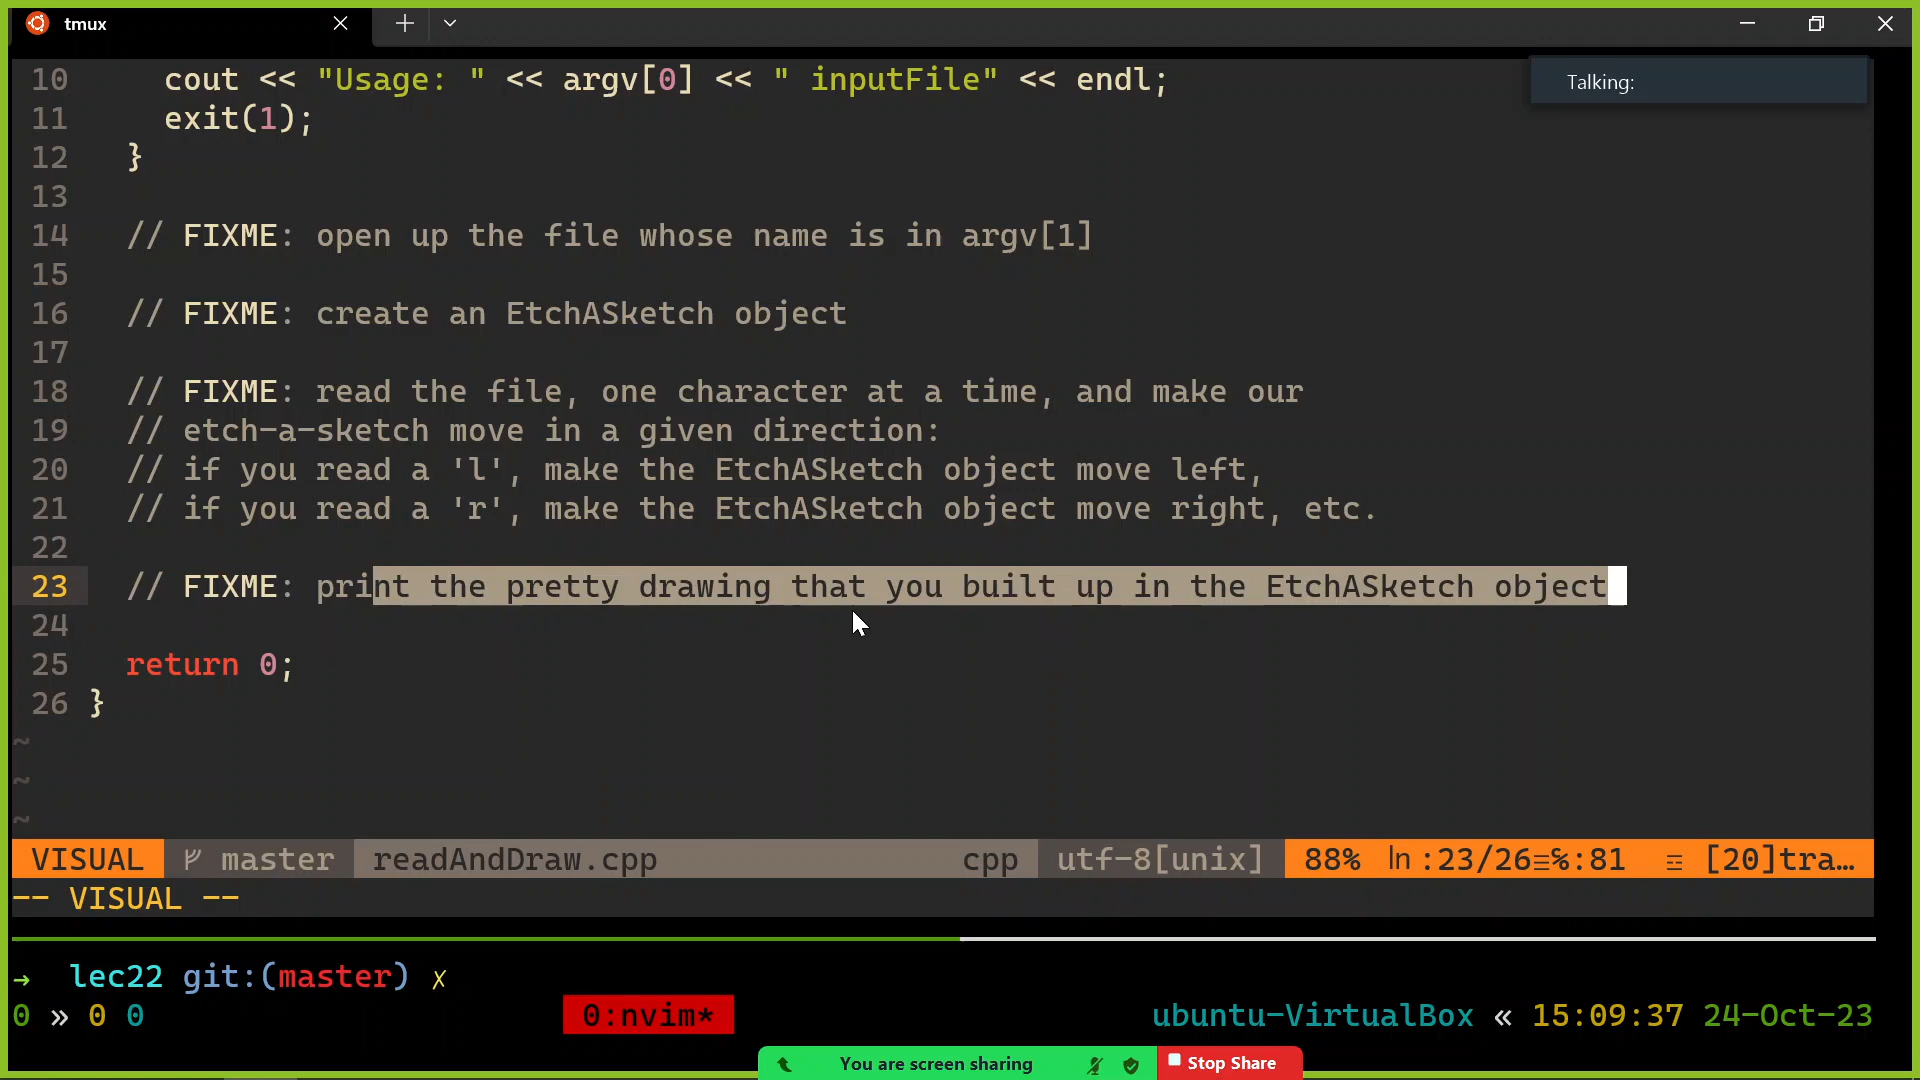 tmux
10 cout << "Usage: " << argv[0] << " inputFile" << endl;
Talking:
11 exit(1);
12 }
13
14 // FIXME: open up the file whose name is in argv[1]
15
16 // FIXME: create an EtchASketch object
17
18 // FIXME: read the file, one character at a time, and make our
19 // etch-a-sketch move in a given direction:
20 // if you read a 'l', make the EtchASketch object move left,
21 // if you read a 'r', make the EtchASketch object move right, etc.
22
23 // FIXME: print the pretty drawing that you built up in the EtchASketch object
24
25 return 0;
26 }
~
~
~
VISUAL master readAndDraw.cpp cpp utf-8[unix] 88% ln :23/26≡%:81 [20]tra…
-- VISUAL --
→ lec22 git:(master) ✗
0 » 0 0 0:nvim* ubuntu-VirtualBox « 15:09:37 24-Oct-23
You are screen sharing Stop Share